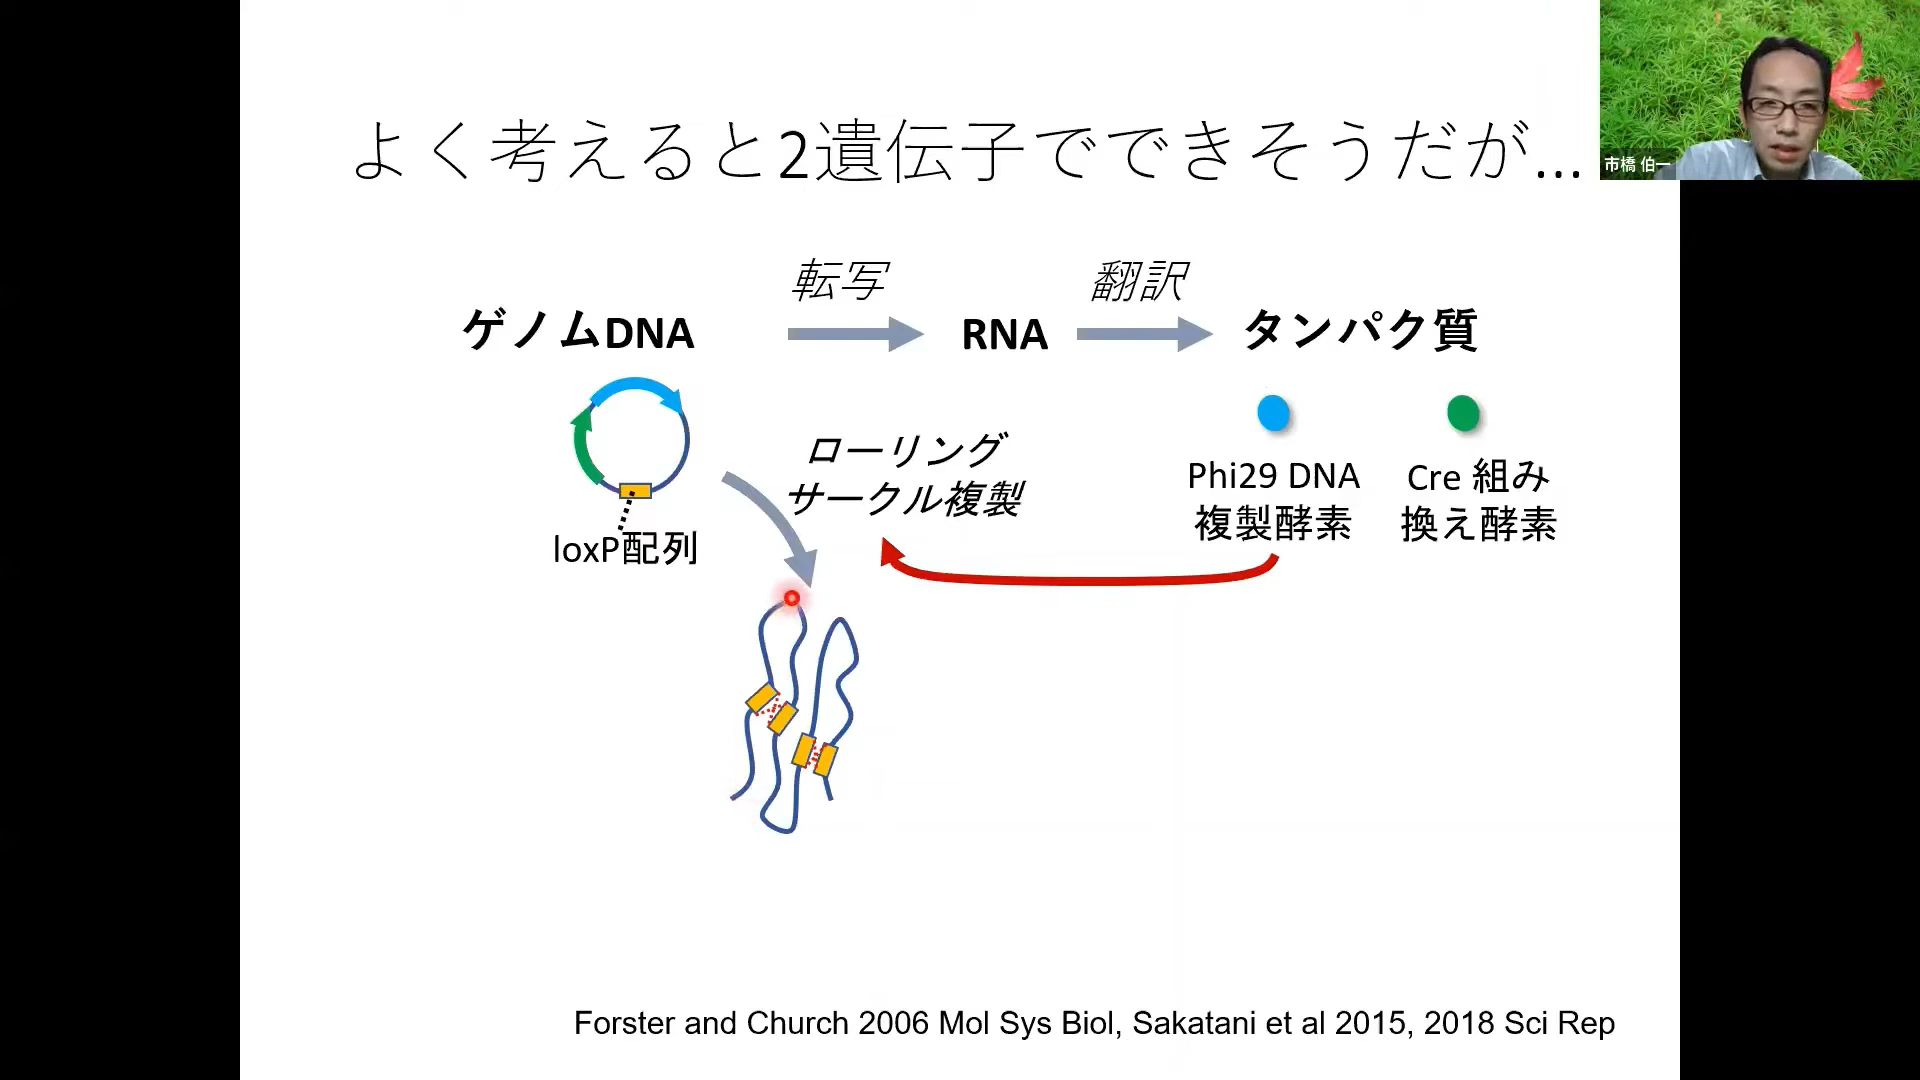 よく考えると2遺伝子でできそうだが...
市橋 伯一
転写
翻訳
ゲノムDNA
RNA
タンパク質
ローリング
サークル複製
Phi29 DNA
複製酵素
Cre 組み
換え酵素
loxP配列
Forster and Church 2006 Mol Sys Biol, Sakatani et al 2015, 2018 Sci Rep